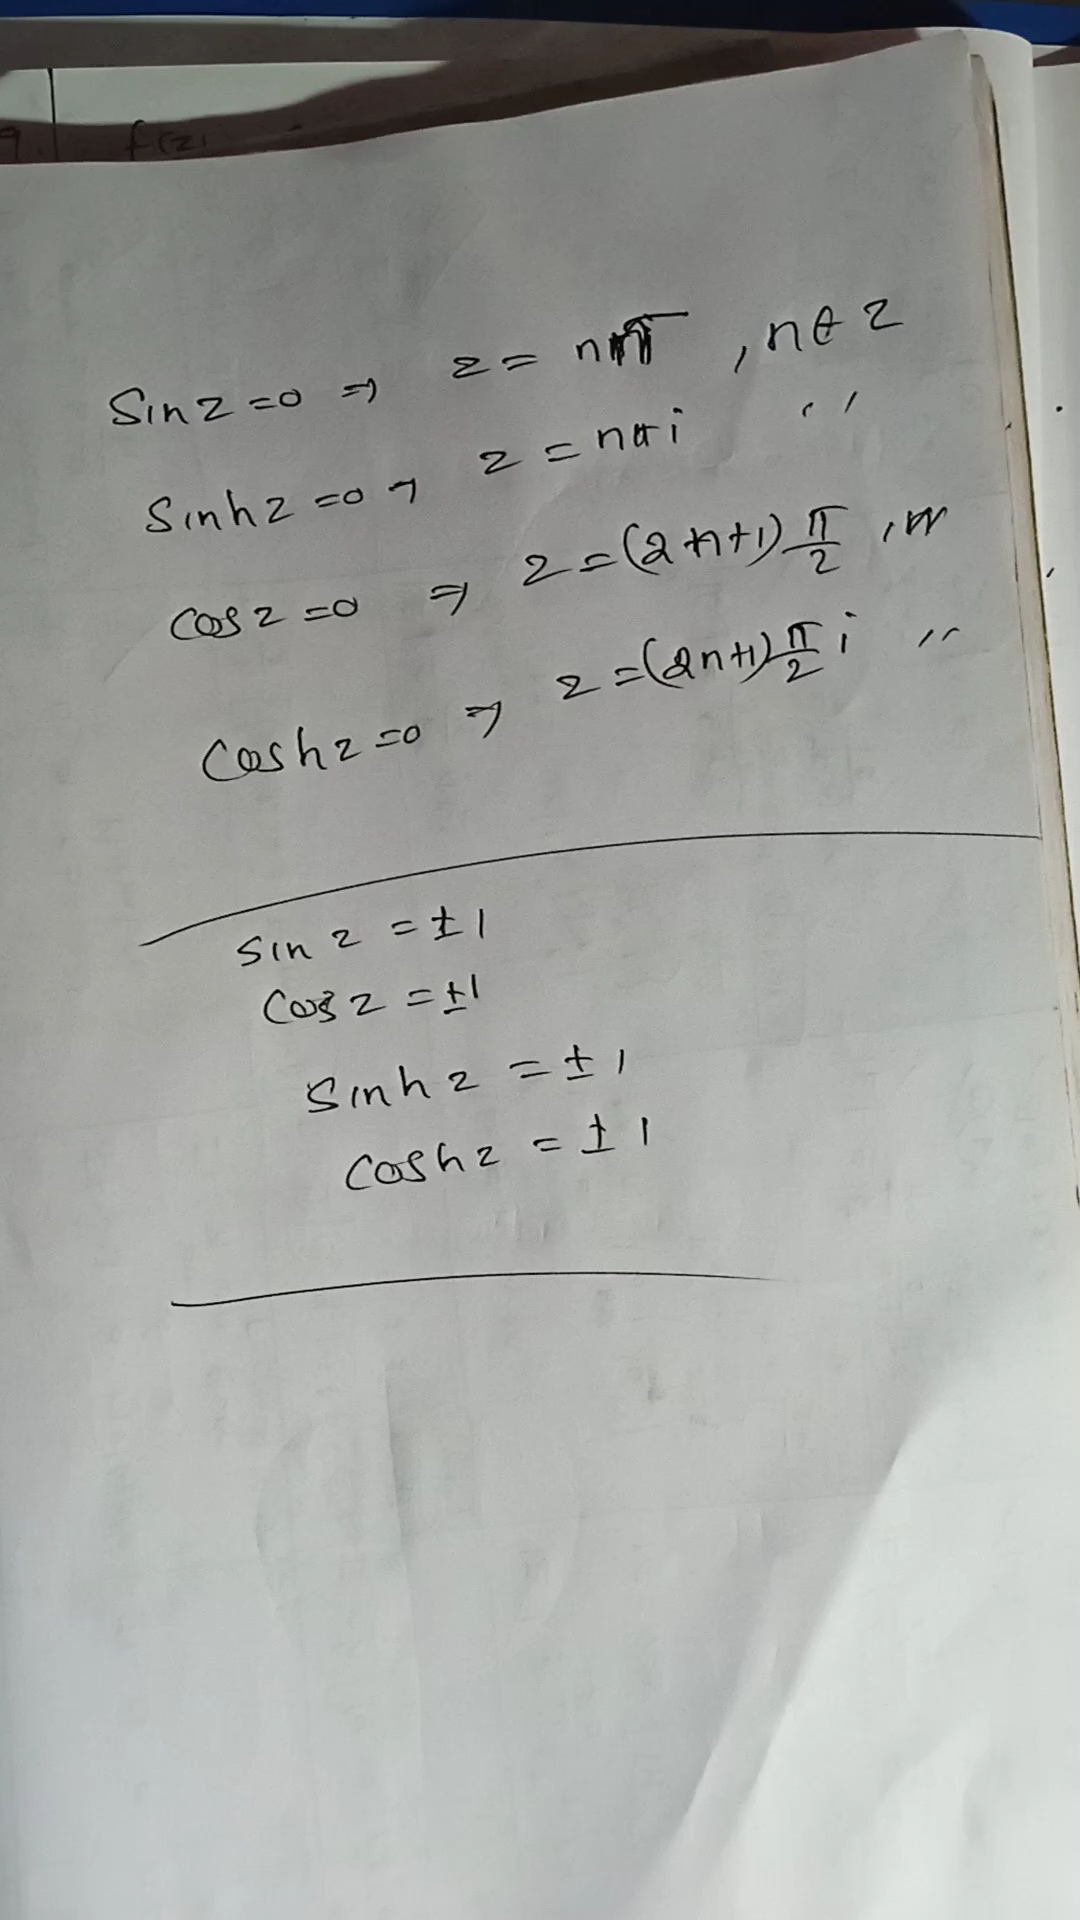 9. f(z)
Sin z = 0 ⇒ z = nπ , n ∈ z
Sinh z = 0 ⇒ z = nπi ,,
Cos z = 0 ⇒ z = (2n+1) π/2 , ,,
Cosh z = 0 ⇒ z = (2n+1) π/2 i ,,
Sin z = ± 1
Cos z = ± 1
Sinh z = ± 1
Cosh z = ± 1